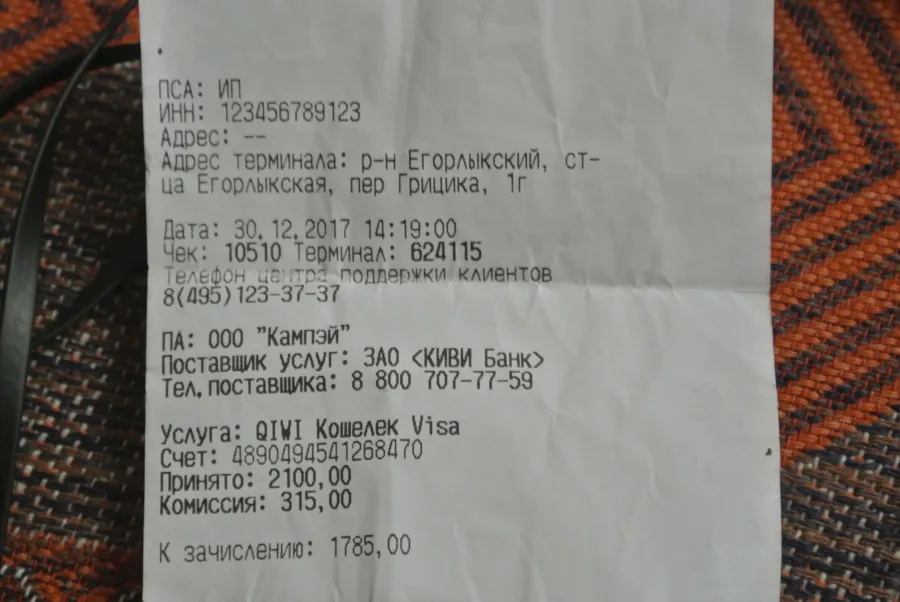 ПСА: ИП
ИНН: 123456789123
Адрес: --
Адрес терминала: р-н Егорлыкский, ст-
ца Егорлыкская, пер Грицика, 1г
Дата: 30.12.2017 14:19:00
Чек: 10510 Терминал: 624115
Телефон центра поддержки клиентов
8(495)123-37-37
ПА: ООО "Кампэй"
Поставщик услуг: ЗАО <КИВИ Банк>
Тел.поставщика: 8 800 707-77-59
Услуга: QIWI Кошелек Visa
Счет: 4890494541268470
Принято: 2100,00
Комиссия: 315,00
К зачислению: 1785,00